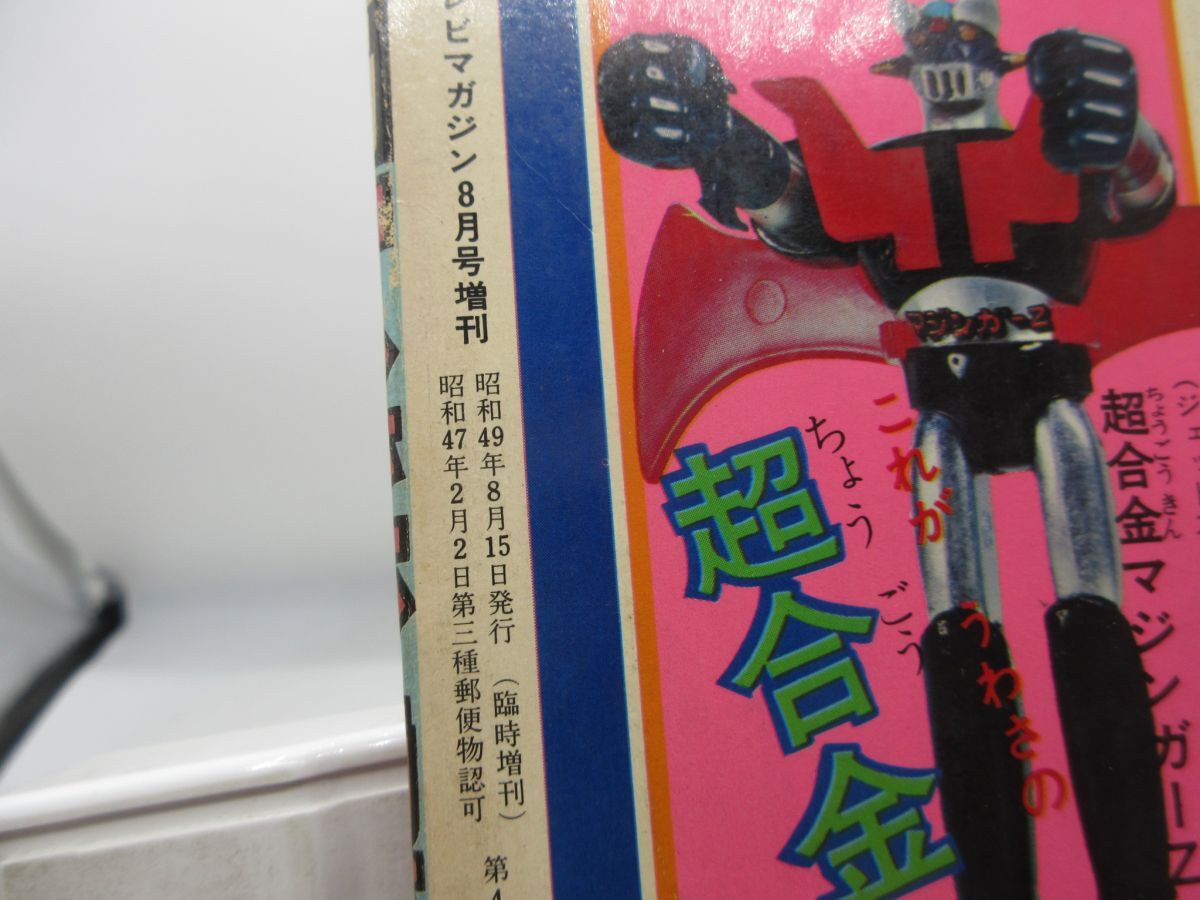 ビマガジン8月号増刊
昭和49年8月15日発行 (臨時増刊) 第4
昭和47年2月2日第三種郵便物認可
マジンガーZ
これが
うわさの
ちょう ごう
超合金
ちょうごうきん
超合金マジンガーZ